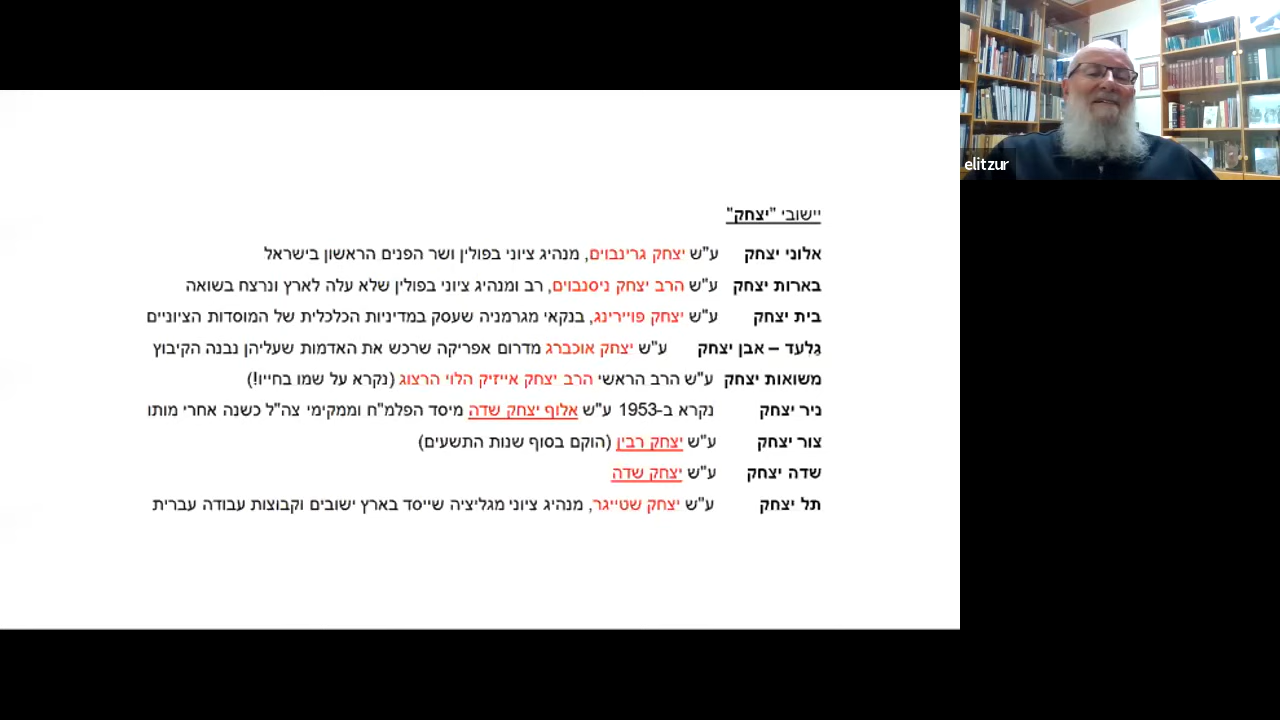 יישובי "יצחק"
אלוני יצחק ע"ש יצחק גרינבוים, מנהיג ציוני בפולין ושר הפנים הראשון בישראל
בארות יצחק ע"ש הרב יצחק ניסנבוים, רב ומנהיג ציוני בפולין שלא עלה לארץ ונרצח בשואה
בית יצחק ע"ש יצחק פויירינג, בנקאי מגרמניה שעסק במדיניות הכלכלית של המוסדות הציוניים
גַלעד – אבן יצחק ע"ש יצחק אוכברג מדרום אפריקה שרכש את האדמות שעליהן נבנה הקיבוץ
משואות יצחק ע"ש הרב הראשי הרב יצחק אייזיק הלוי הרצוג (נקרא על שמו בחייו!)
ניר יצחק נקרא ב-1953 ע"ש אלוף יצחק שדה מיסד הפלמ"ח וממקימי צה"ל כשנה אחרי מותו
צור יצחק ע"ש יצחק רבין (הוקם בסוף שנות התשעים)
שדה יצחק ע"ש יצחק שדה
תל יצחק ע"ש יצחק שטייגר, מנהיג ציוני מגליציה שייסד בארץ ישובים וקבוצות עבודה עברית
elitzur